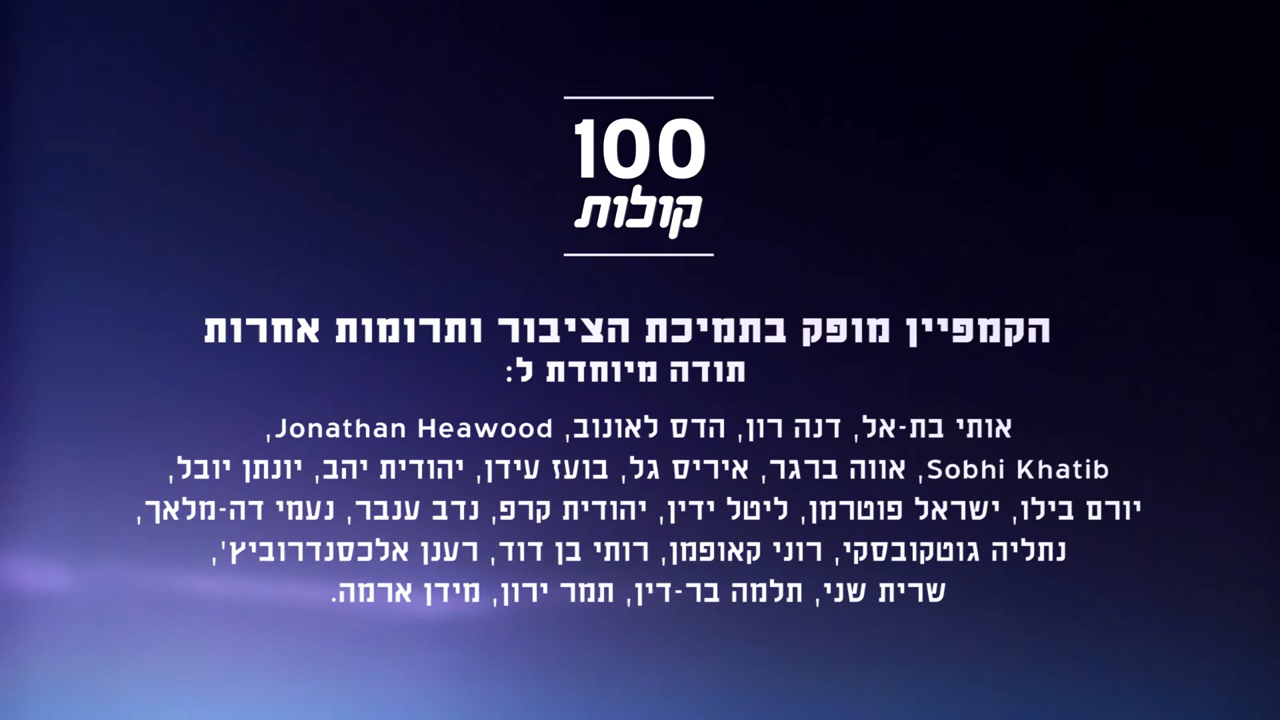 100
קולות
הקמפיין מופק בתמיכת הציבור ותרומות אחרות
תודה מיוחדת ל:
אותי בת-אל, דנה רון, הדס לאונוב, Jonathan Heawood,
Sobhi Khatib, אווה ברגר, איריס גל, בועז עידן, יהודית יהב, יונתן יובל,
יורם בילו, ישראל פוטרמן, ליטל ידין, יהודית קרפ, נדב ענבר, נעמי דה-מלאך,
נתליה גוטקובסקי, רוני קאופמן, רותי בן דוד, רענן אלכסנדרוביץ',
שרית שני, תלמה בר-דין, תמר ירון, מידן ארמה.